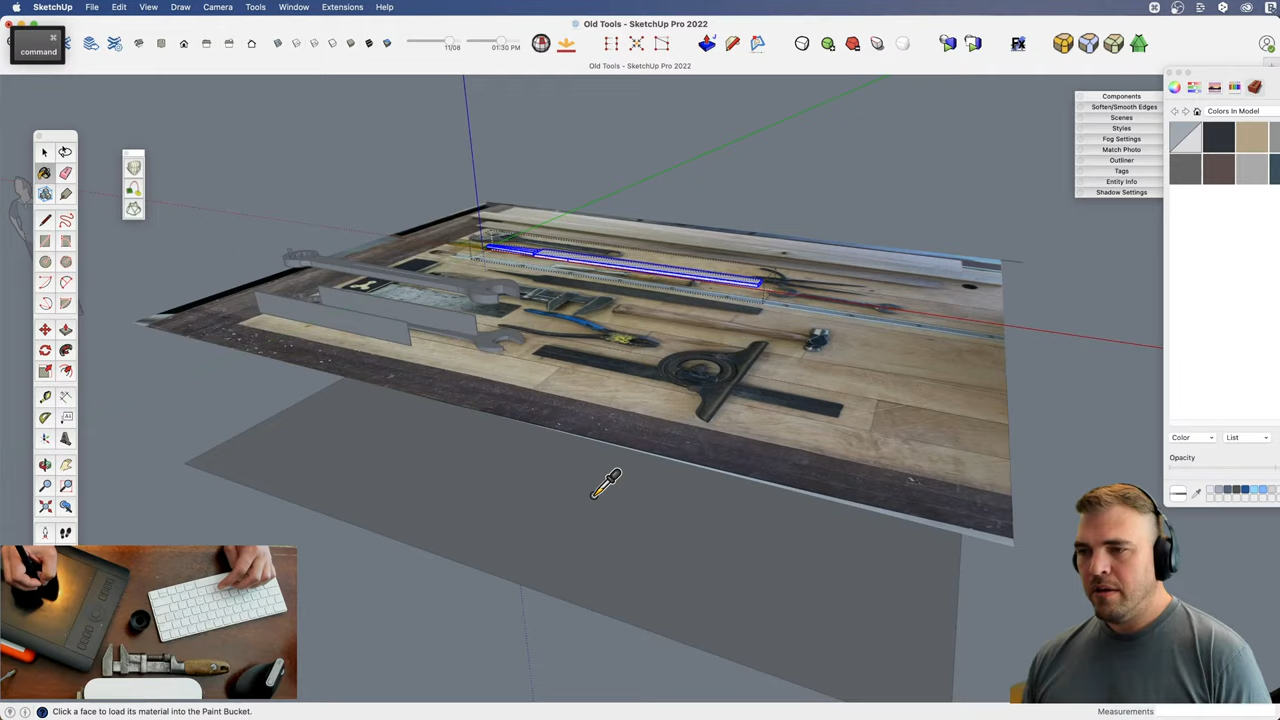 SketchUp File Edit View Draw Camera Tools Window Extensions Help
Old Tools - SketchUp Pro 2022
⌘
command
11/08
01:30 PM
Old Tools - SketchUp Pro 2022
Components
Soften/Smooth Edges
Scenes
Styles
Fog Settings
Match Photo
Outliner
Tags
Entity Info
Shadow Settings
Colors In Model
Color
List
Opacity
Click a face to load its material into the Paint Bucket.
Measurements